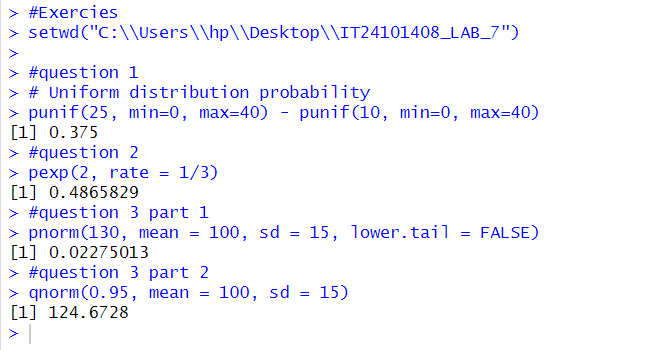 > #Exercies
> setwd("C:\\Users\\hp\\Desktop\\IT24101408_LAB_7")
>
> #question 1
> # Uniform distribution probability
> punif(25, min=0, max=40) - punif(10, min=0, max=40)
[1] 0.375
> #question 2
> pexp(2, rate = 1/3)
[1] 0.4865829
> #question 3 part 1
> pnorm(130, mean = 100, sd = 15, lower.tail = FALSE)
[1] 0.02275013
> #question 3 part 2
> qnorm(0.95, mean = 100, sd = 15)
[1] 124.6728
>